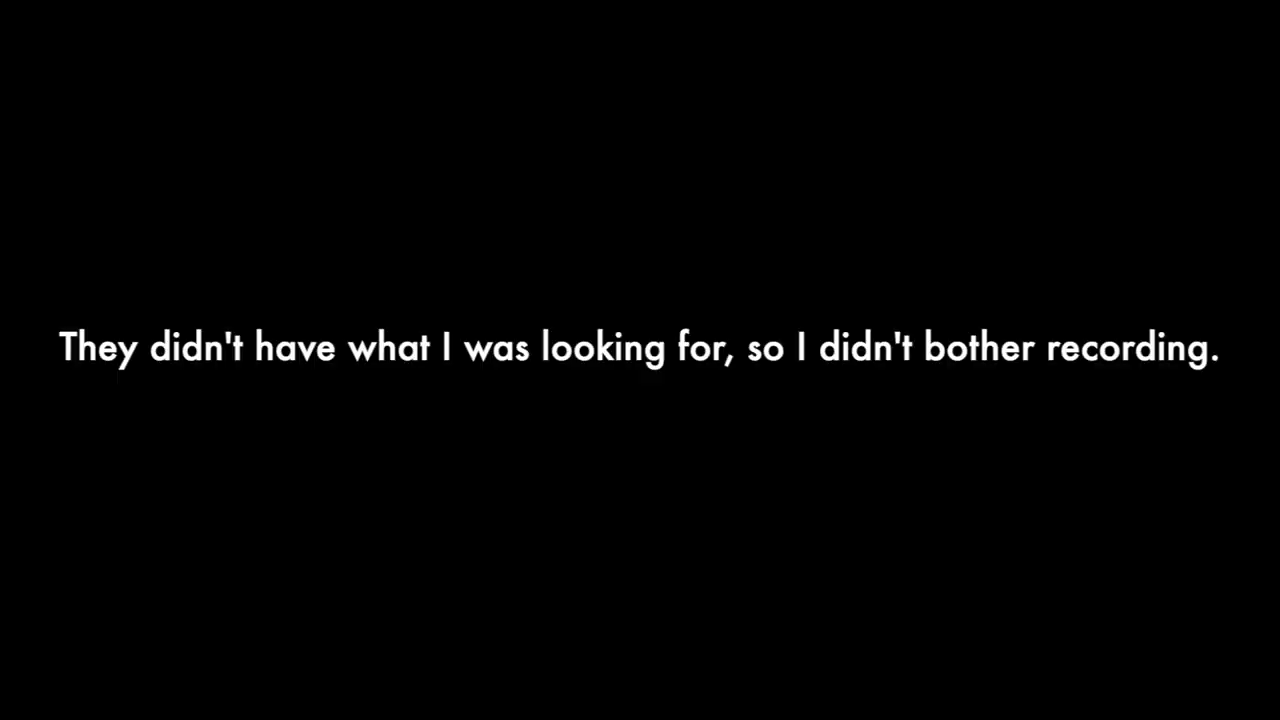 They didn't have what I was looking for, so I didn't bother recording.